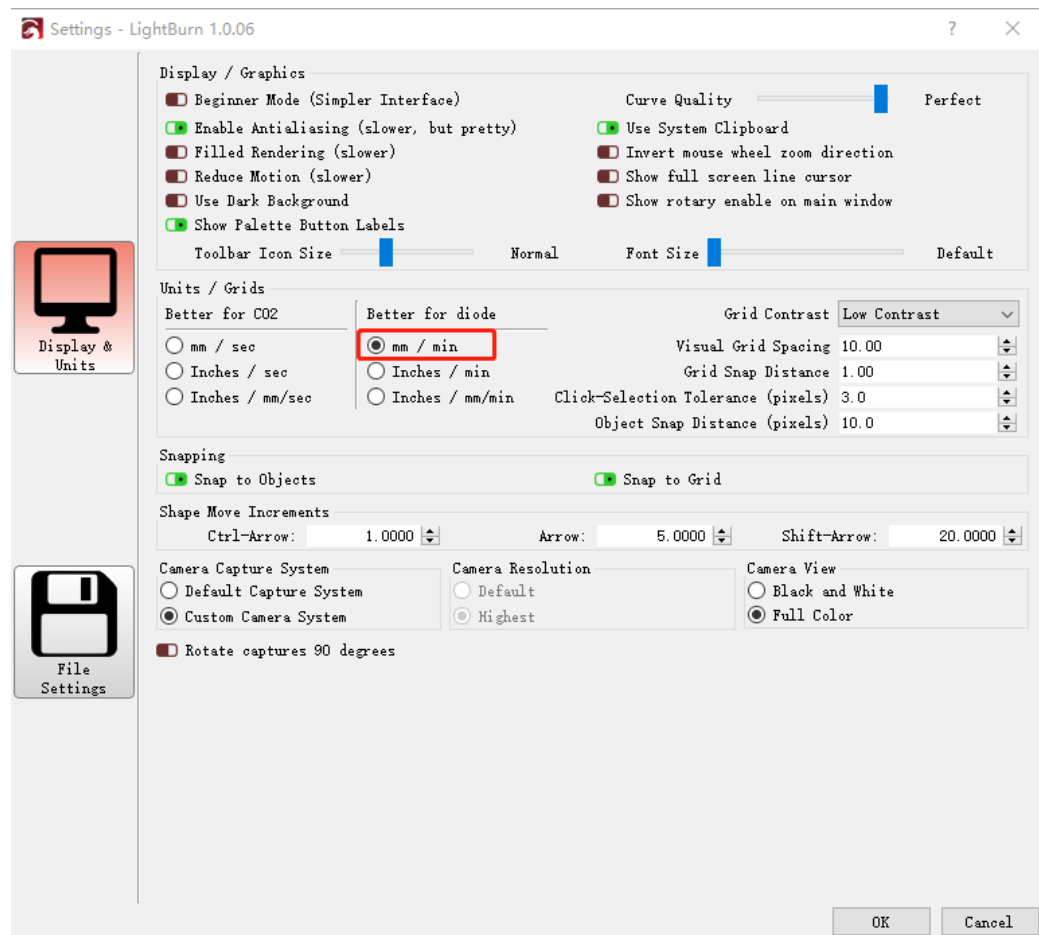 Settings - LightBurn 1.0.06
?
Display / Graphics
Beginner Mode (Simpler Interface)
Curve Quality
Perfect
Enable Antialiasing (slower, but pretty)
Use System Clipboard
Filled Rendering (slower)
Invert mouse wheel zoom direction
Reduce Motion (slower)
Show full screen line cursor
Use Dark Background
Show rotary enable on main window
Show Palette Button Labels
Toolbar Icon Size
Normal
Font Size
Default
Units / Grids
Better for CO2
Better for diode
Grid Contrast Low Contrast
mm / sec
mm / min
Visual Grid Spacing 10.00
Inches / sec
Inches / min
Grid Snap Distance 1.00
Inches / mm/sec
Inches / mm/min
Click-Selection Tolerance (pixels) 3.0
Object Snap Distance (pixels) 10.0
Display &
Units
Snapping
Snap to Objects
Snap to Grid
Shape Move Increments
Ctrl-Arrow: 1.0000
Arrow: 5.0000
Shift-Arrow: 20.0000
Camera Capture System
Camera Resolution
Camera View
Default Capture System
Default
Black and White
Custom Camera System
Highest
Full Color
Rotate captures 90 degrees
File
Settings
OK
Cancel